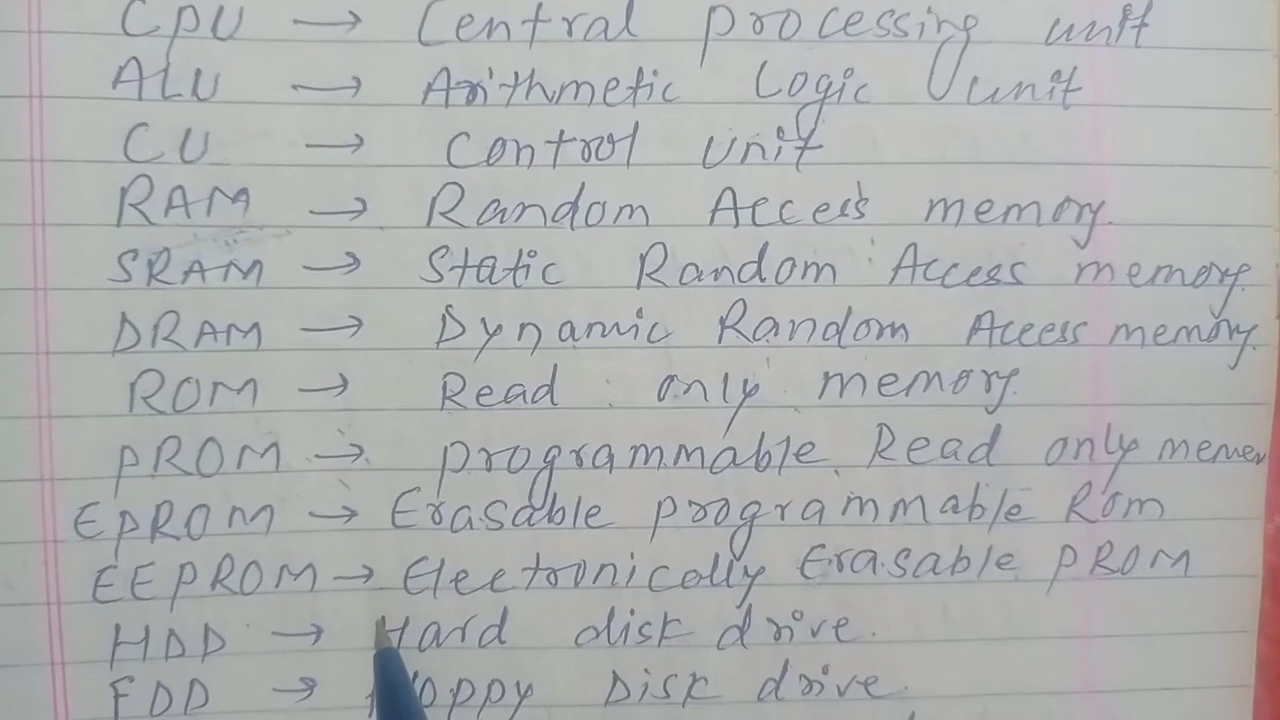 CPU → Central processing unit
ALU → Arithmetic Logic unit
CU → Control unit
RAM → Random Access memory.
SRAM → Static Random Access memory.
DRAM → Dynamic Random Access memory.
ROM → Read only memory.
PROM → programmable Read only
EPROM → Erasable programmable Rom
EEPROM → Electronically Erasable PROM
HDD → Hard disk drive.
FDD → Floppy Disk drive.